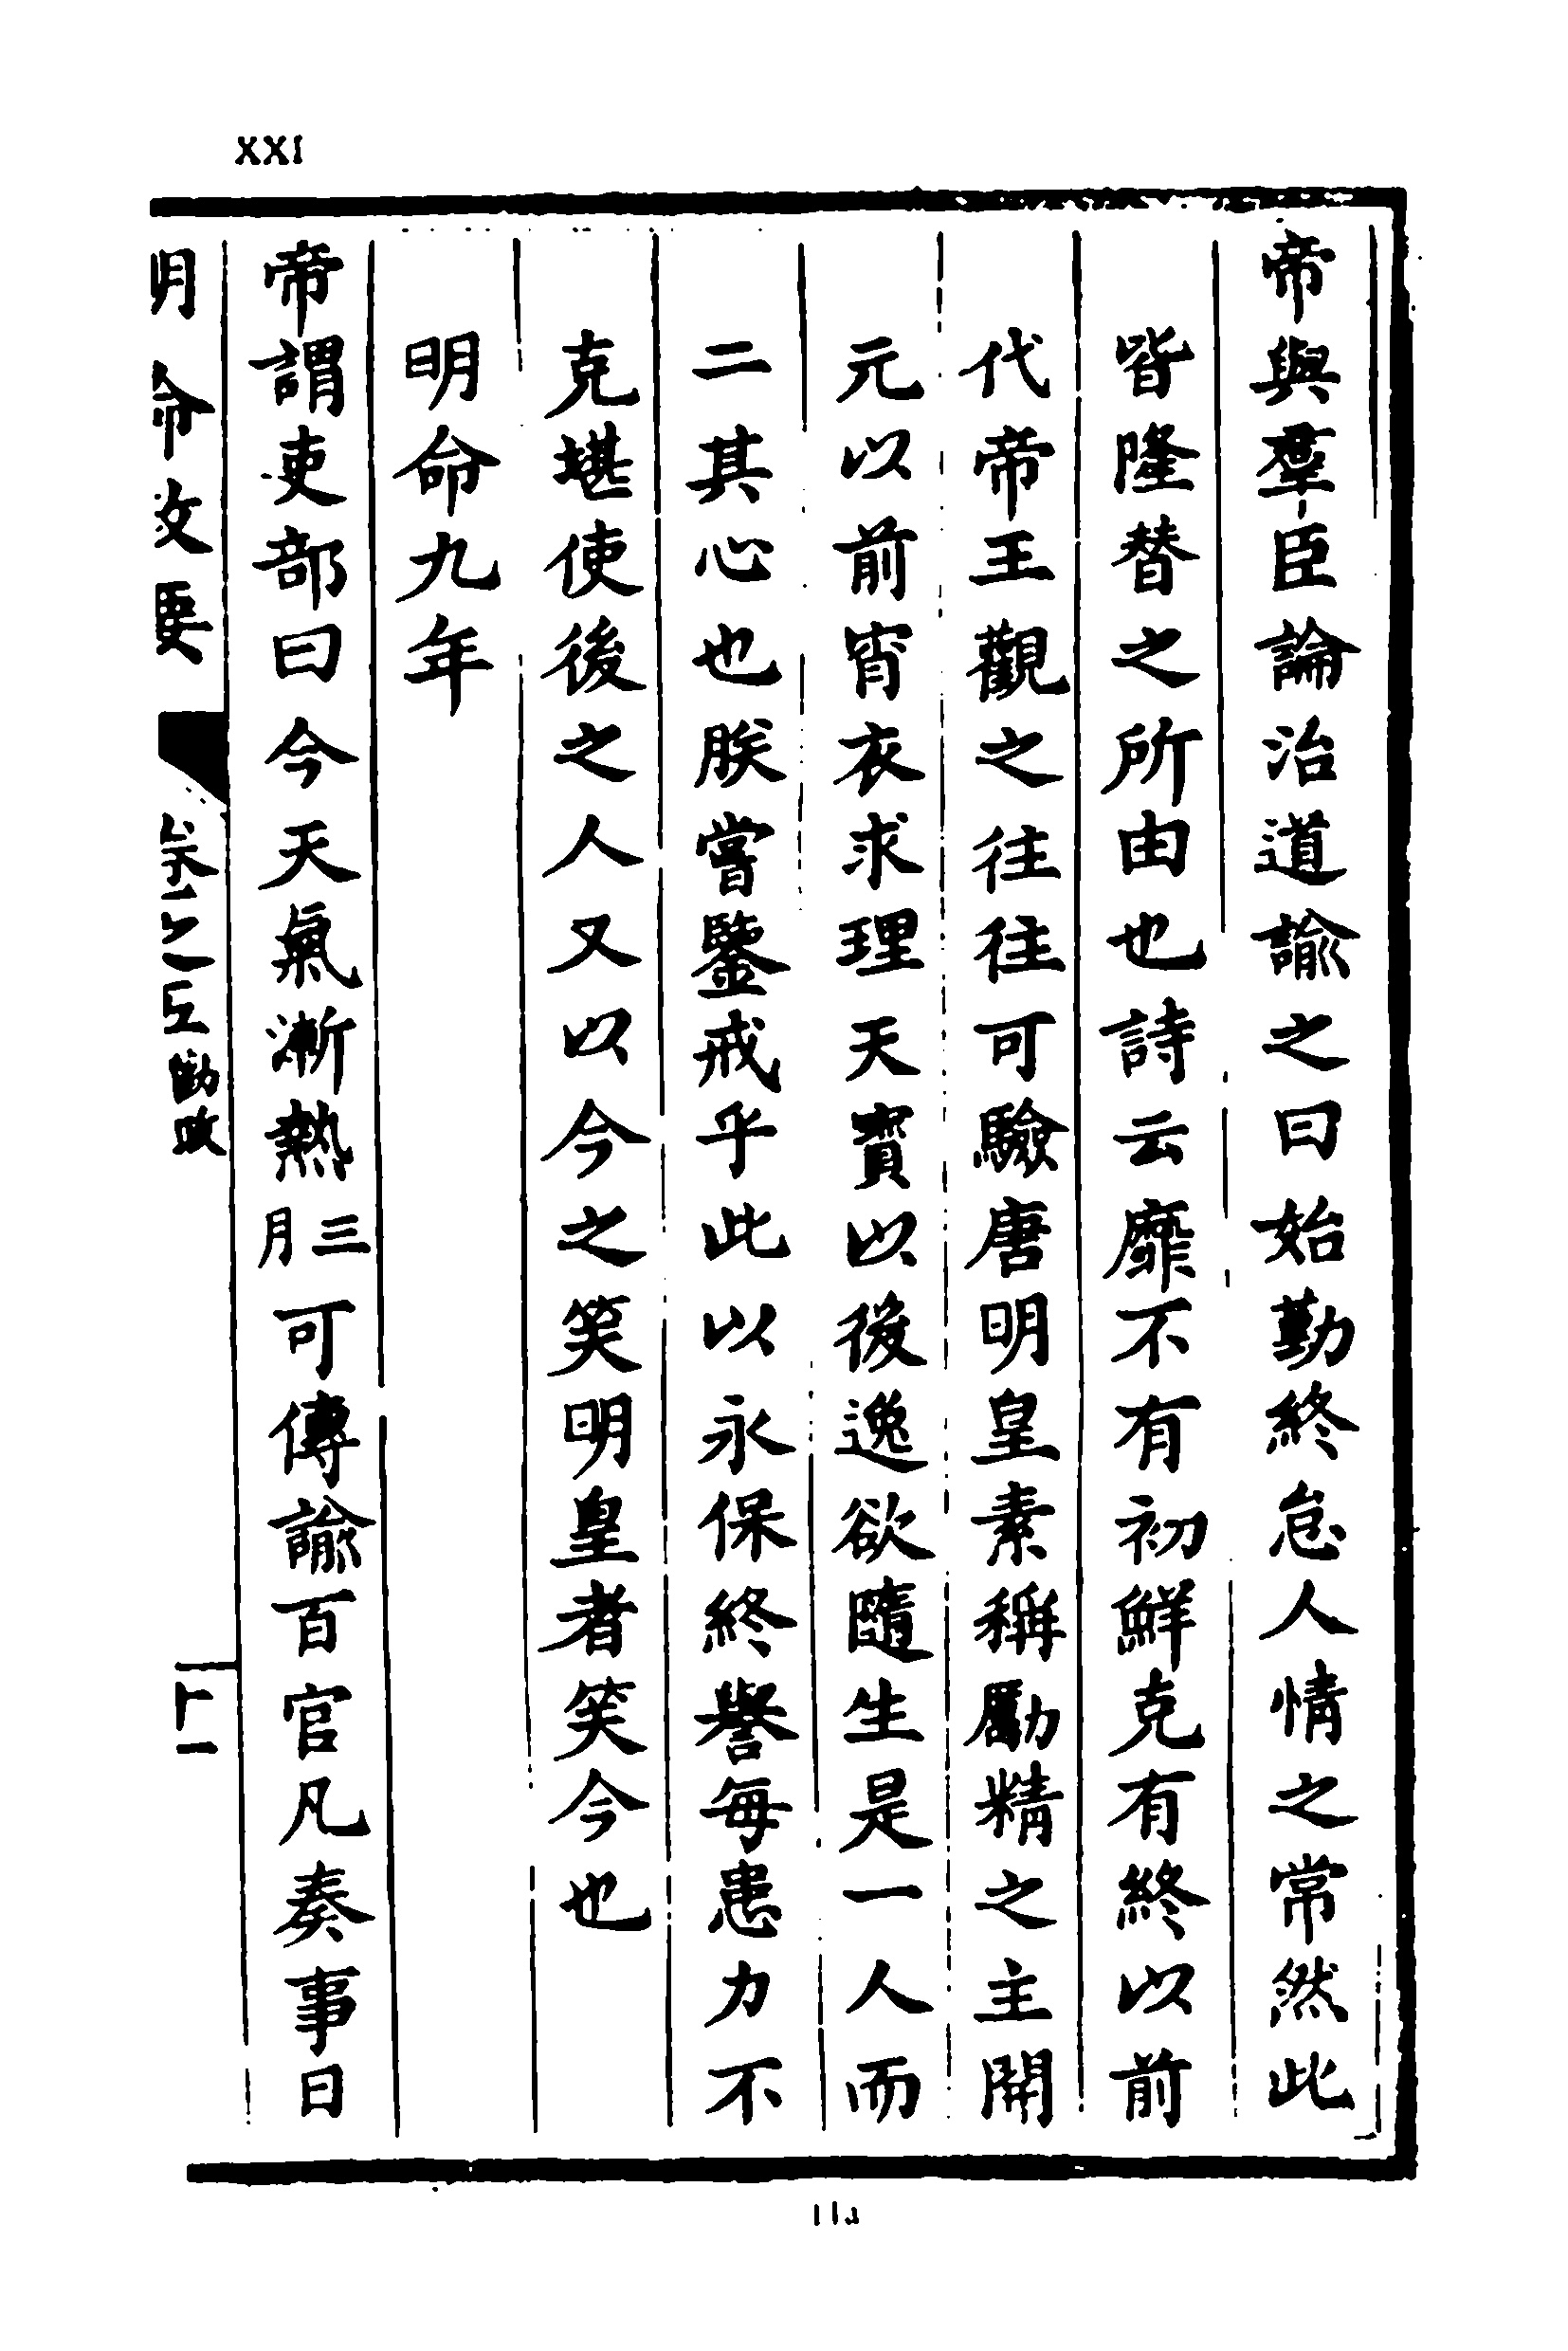 XXI
帝與羣臣論治道諭之曰始勤終怠人情之常然此
皆隆替之所由也詩云靡不有初鮮克有終以前
代帝王觀之往往可驗唐明皇素稱勵精之主開
元以前宵衣求理天寶以後逸欲隨生是一人而
二其心也朕嘗鑒戒乎此以永保終譽每患力不
克堪使後之人又以今之笑明皇者笑今也
明命九年
帝謂吏部曰今天氣漸熱三月可傳諭百官凡奏事日
明命政要 卷之五 勤政 十一
11a